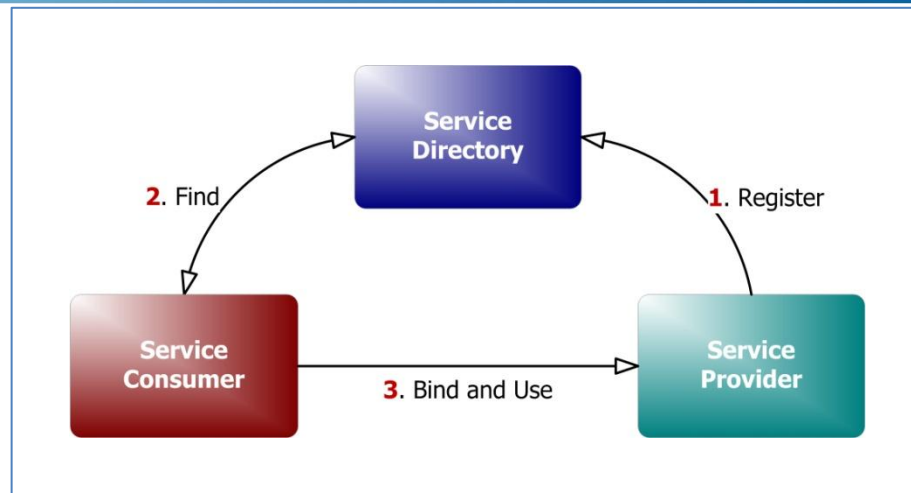 Service
Directory
2. Find
1. Register
Service
Consumer
Service
Provider
3. Bind and Use